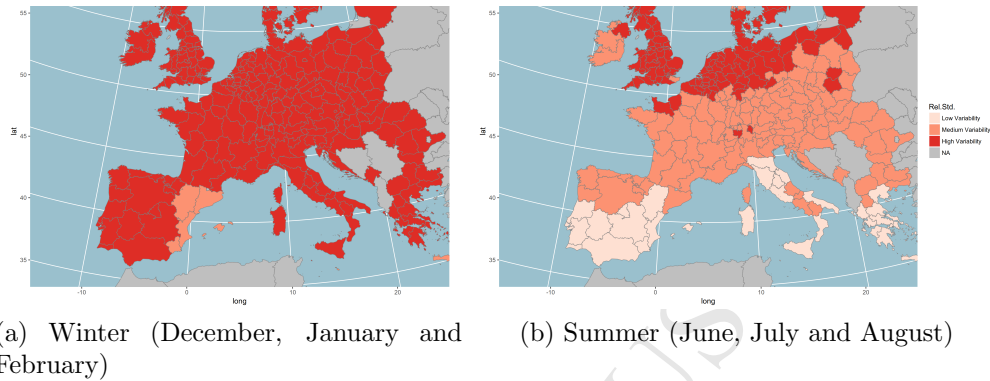 55
50
45
40
35
lat
-10
0
10
20
long
55
50
45
40
35
lat
-10
0
10
20
long
Rel.Std.
Low Variability
Medium Variability
High Variability
NA
(a) Winter (December, January and
February)
(b) Summer (June, July and August)